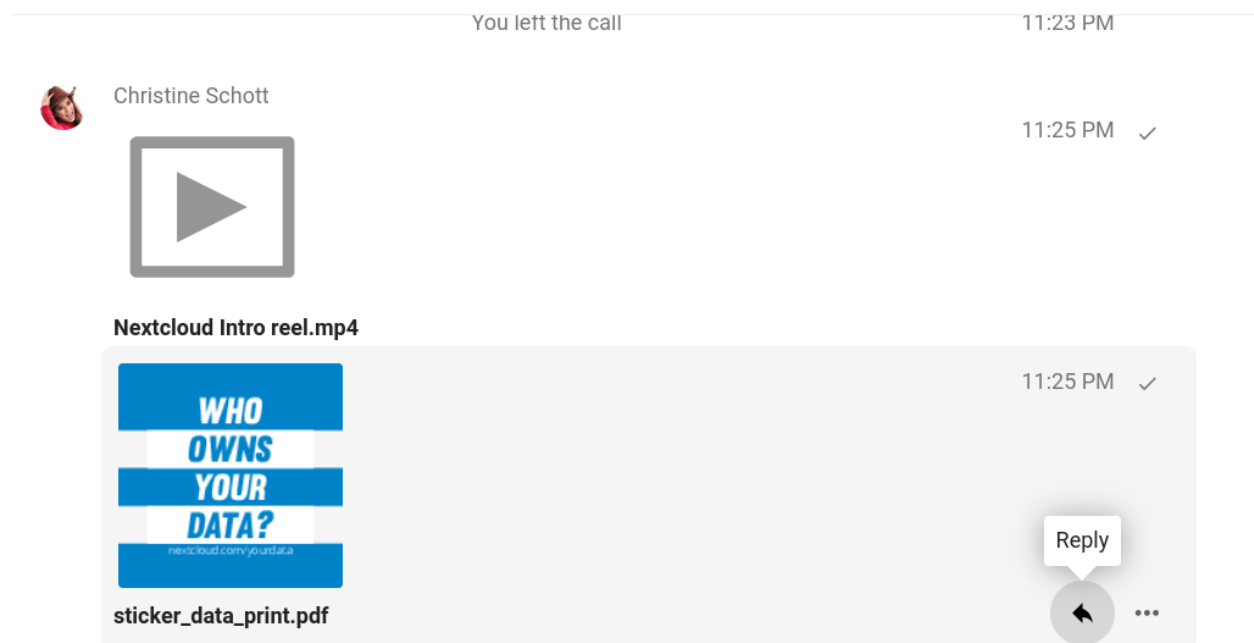 You left the call 11:23 PM
Christine Schott
11:25 PM
Nextcloud Intro reel.mp4
11:25 PM
WHO
OWNS
YOUR
DATA?
nextcloud.com/yourdata
Reply
sticker_data_print.pdf